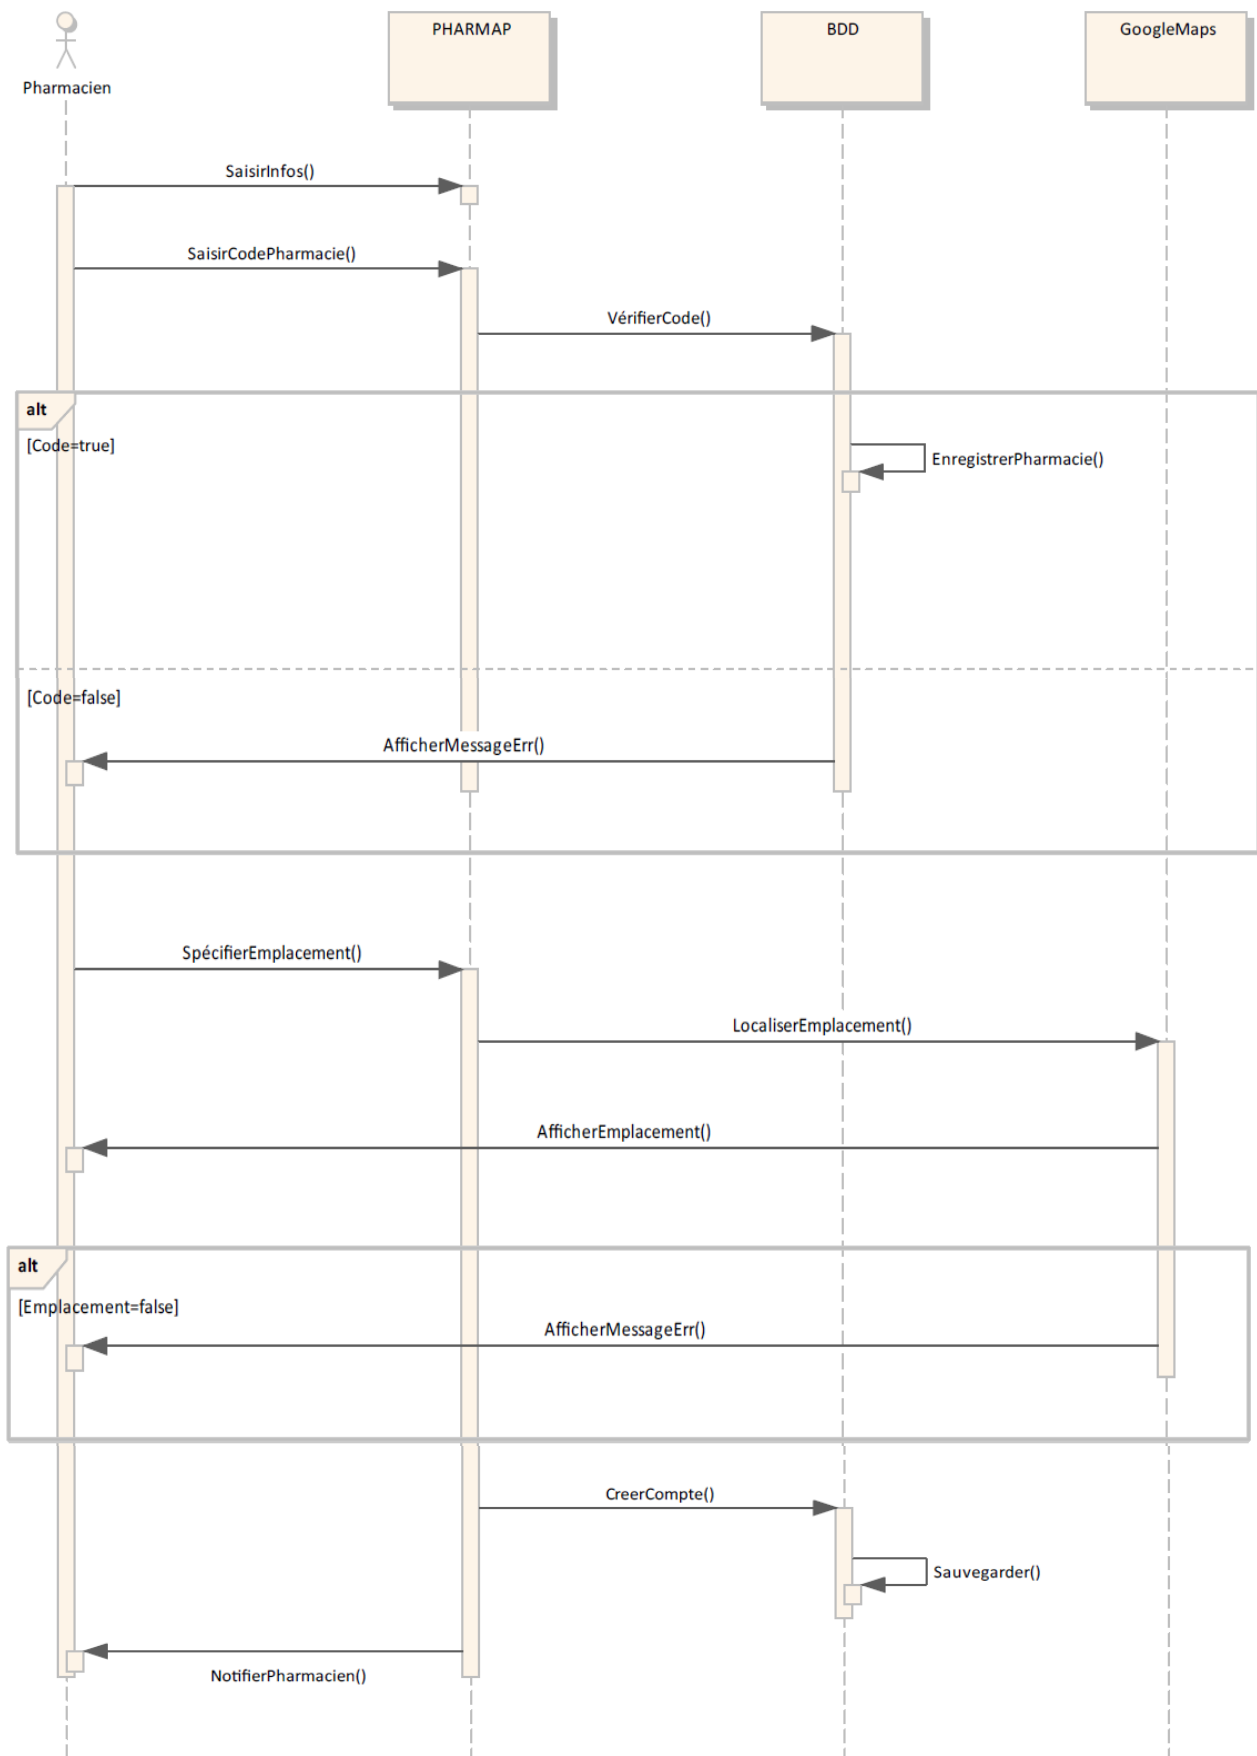 Pharmacien
PHARMAP
BDD
GoogleMaps
SaisirInfos()
SaisirCodePharmacie()
VérifierCode()
alt
[Code=true]
EnregistrerPharmacie()
[Code=false]
AfficherMessageErr()
SpécifierEmplacement()
LocaliserEmplacement()
AfficherEmplacement()
alt
[Emplacement=false]
AfficherMessageErr()
CreerCompte()
Sauvegarder()
NotifierPharmacien()